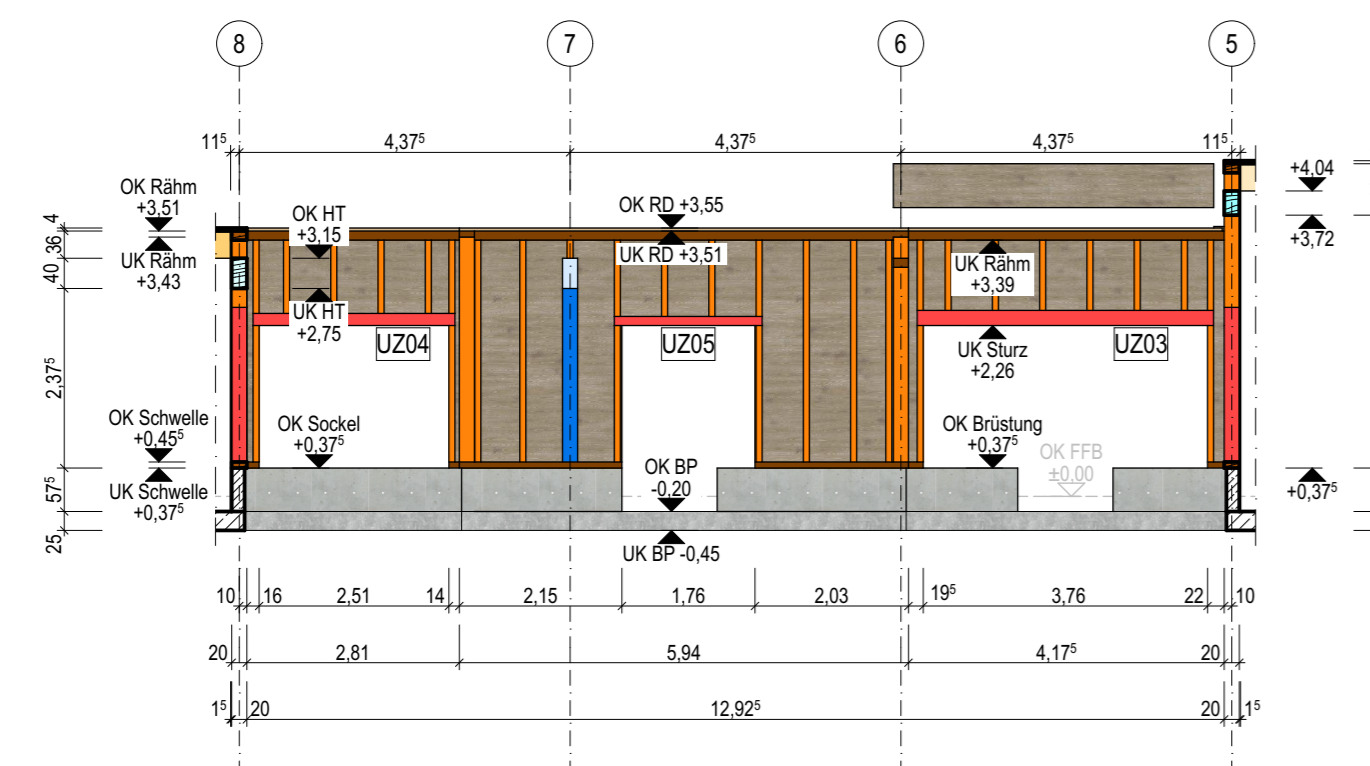 8 7 6 5
11⁵ 4,37⁵ 4,37⁵ 4,37⁵ 11⁵
OK Rähm
+3,51
UK Rähm
+3,43
OK HT
+3,15
UK HT
+2,75
OK RD +3,55
UK RD +3,51
UK Rähm
+3,39
+4,04
+3,72
4
36
40
2,37⁵
57⁵
25
UZ04 UZ05 UZ03
UK Sturz
+2,26
OK Schwelle
+0,45⁵
UK Schwelle
+0,37⁵
OK Sockel
+0,37⁵
OK BP
-0,20
UK BP -0,45
OK Brüstung
+0,37⁵
OK FFB
±0,00
+0,37⁵
10 16 2,51 14 2,15 1,76 2,03 19⁵ 3,76 22 10
20 2,81 5,94 4,17⁵ 20
1⁵ 20 12,92⁵ 20 1⁵